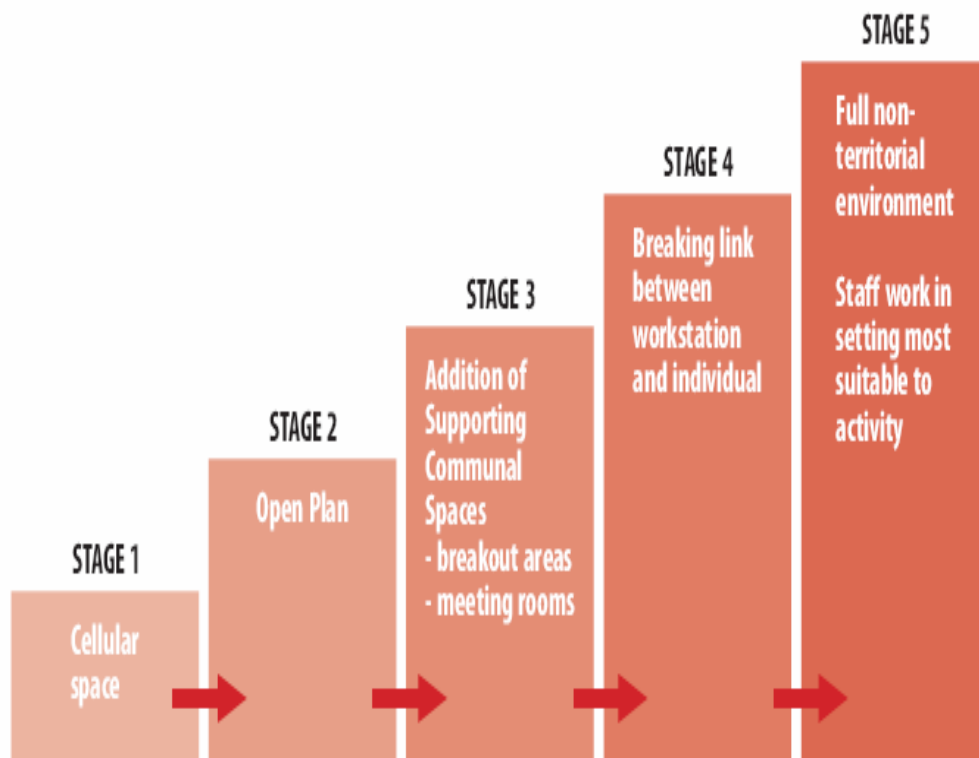 STAGE 1
Cellular
space
STAGE 2
Open Plan
STAGE 3
Addition of
Supporting
Communal
Spaces
- breakout areas
- meeting rooms
STAGE 4
Breaking link
between
workstation
and individual
STAGE 5
Full non-
territorial
environment
Staff work in
setting most
suitable to
activity